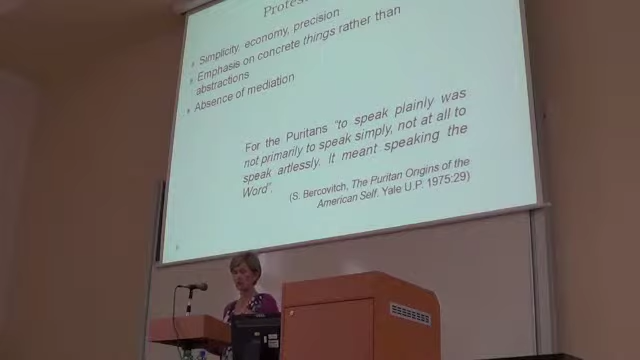 Simplicity, economy, precision
Emphasis on concrete things rather than
abstractions
Absence of mediation
For the Puritans "to speak plainly was
not primarily to speak simply, not at all to
speak artlessly. It meant speaking the
Word".
(S. Bercovitch, The Puritan Origins of the
American Self. Yale U.P. 1975:29)